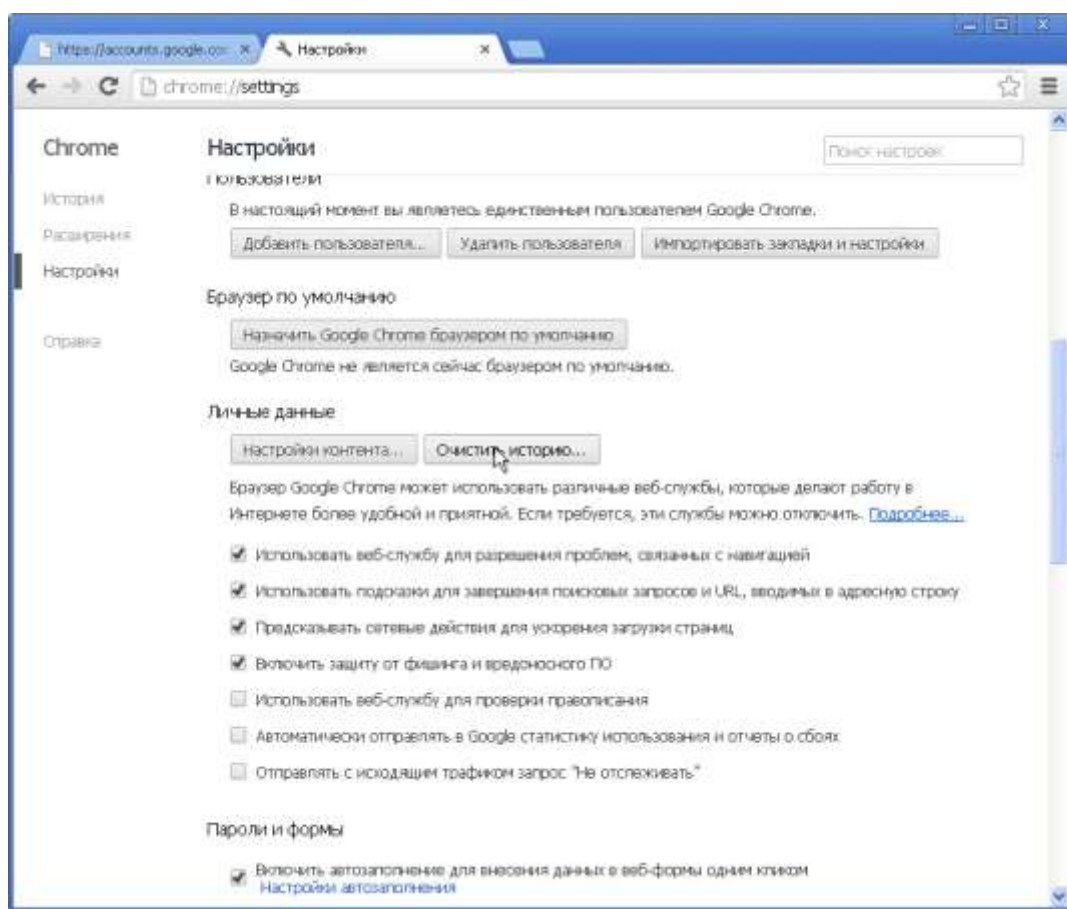 https://accounts.google.com
Настройки
chrome://settings
Chrome
Настройки
Поиск настроек
История
Расширения
Настройки
Справка
Пользователи
В настоящий момент вы являетесь единственным пользователем Google Chrome.
Добавить пользователя...
Удалить пользователя
Импортировать закладки и настройки
Браузер по умолчанию
Назначить Google Chrome браузером по умолчанию
Google Chrome не является сейчас браузером по умолчанию.
Личные данные
Настройки контента...
Очистить историю...
Браузер Google Chrome может использовать различные веб-службы, которые делают работу в
Интернете более удобной и приятной. Если требуется, эти службы можно отключить. Подробнее...
Использовать веб-службу для разрешения проблем, связанных с навигацией
Использовать подсказки для завершения поисковых запросов и URL, вводимых в адресную строку
Предсказывать сетевые действия для ускорения загрузки страниц
Включить защиту от фишинга и вредоносного ПО
Использовать веб-службу для проверки правописания
Автоматически отправлять в Google статистику использования и отчеты о сбоях
Отправлять с исходящим трафиком запрос "Не отслеживать"
Пароли и формы
Включить автозаполнение для внесения данных в веб-формы одним кликом
Настройки автозаполнения